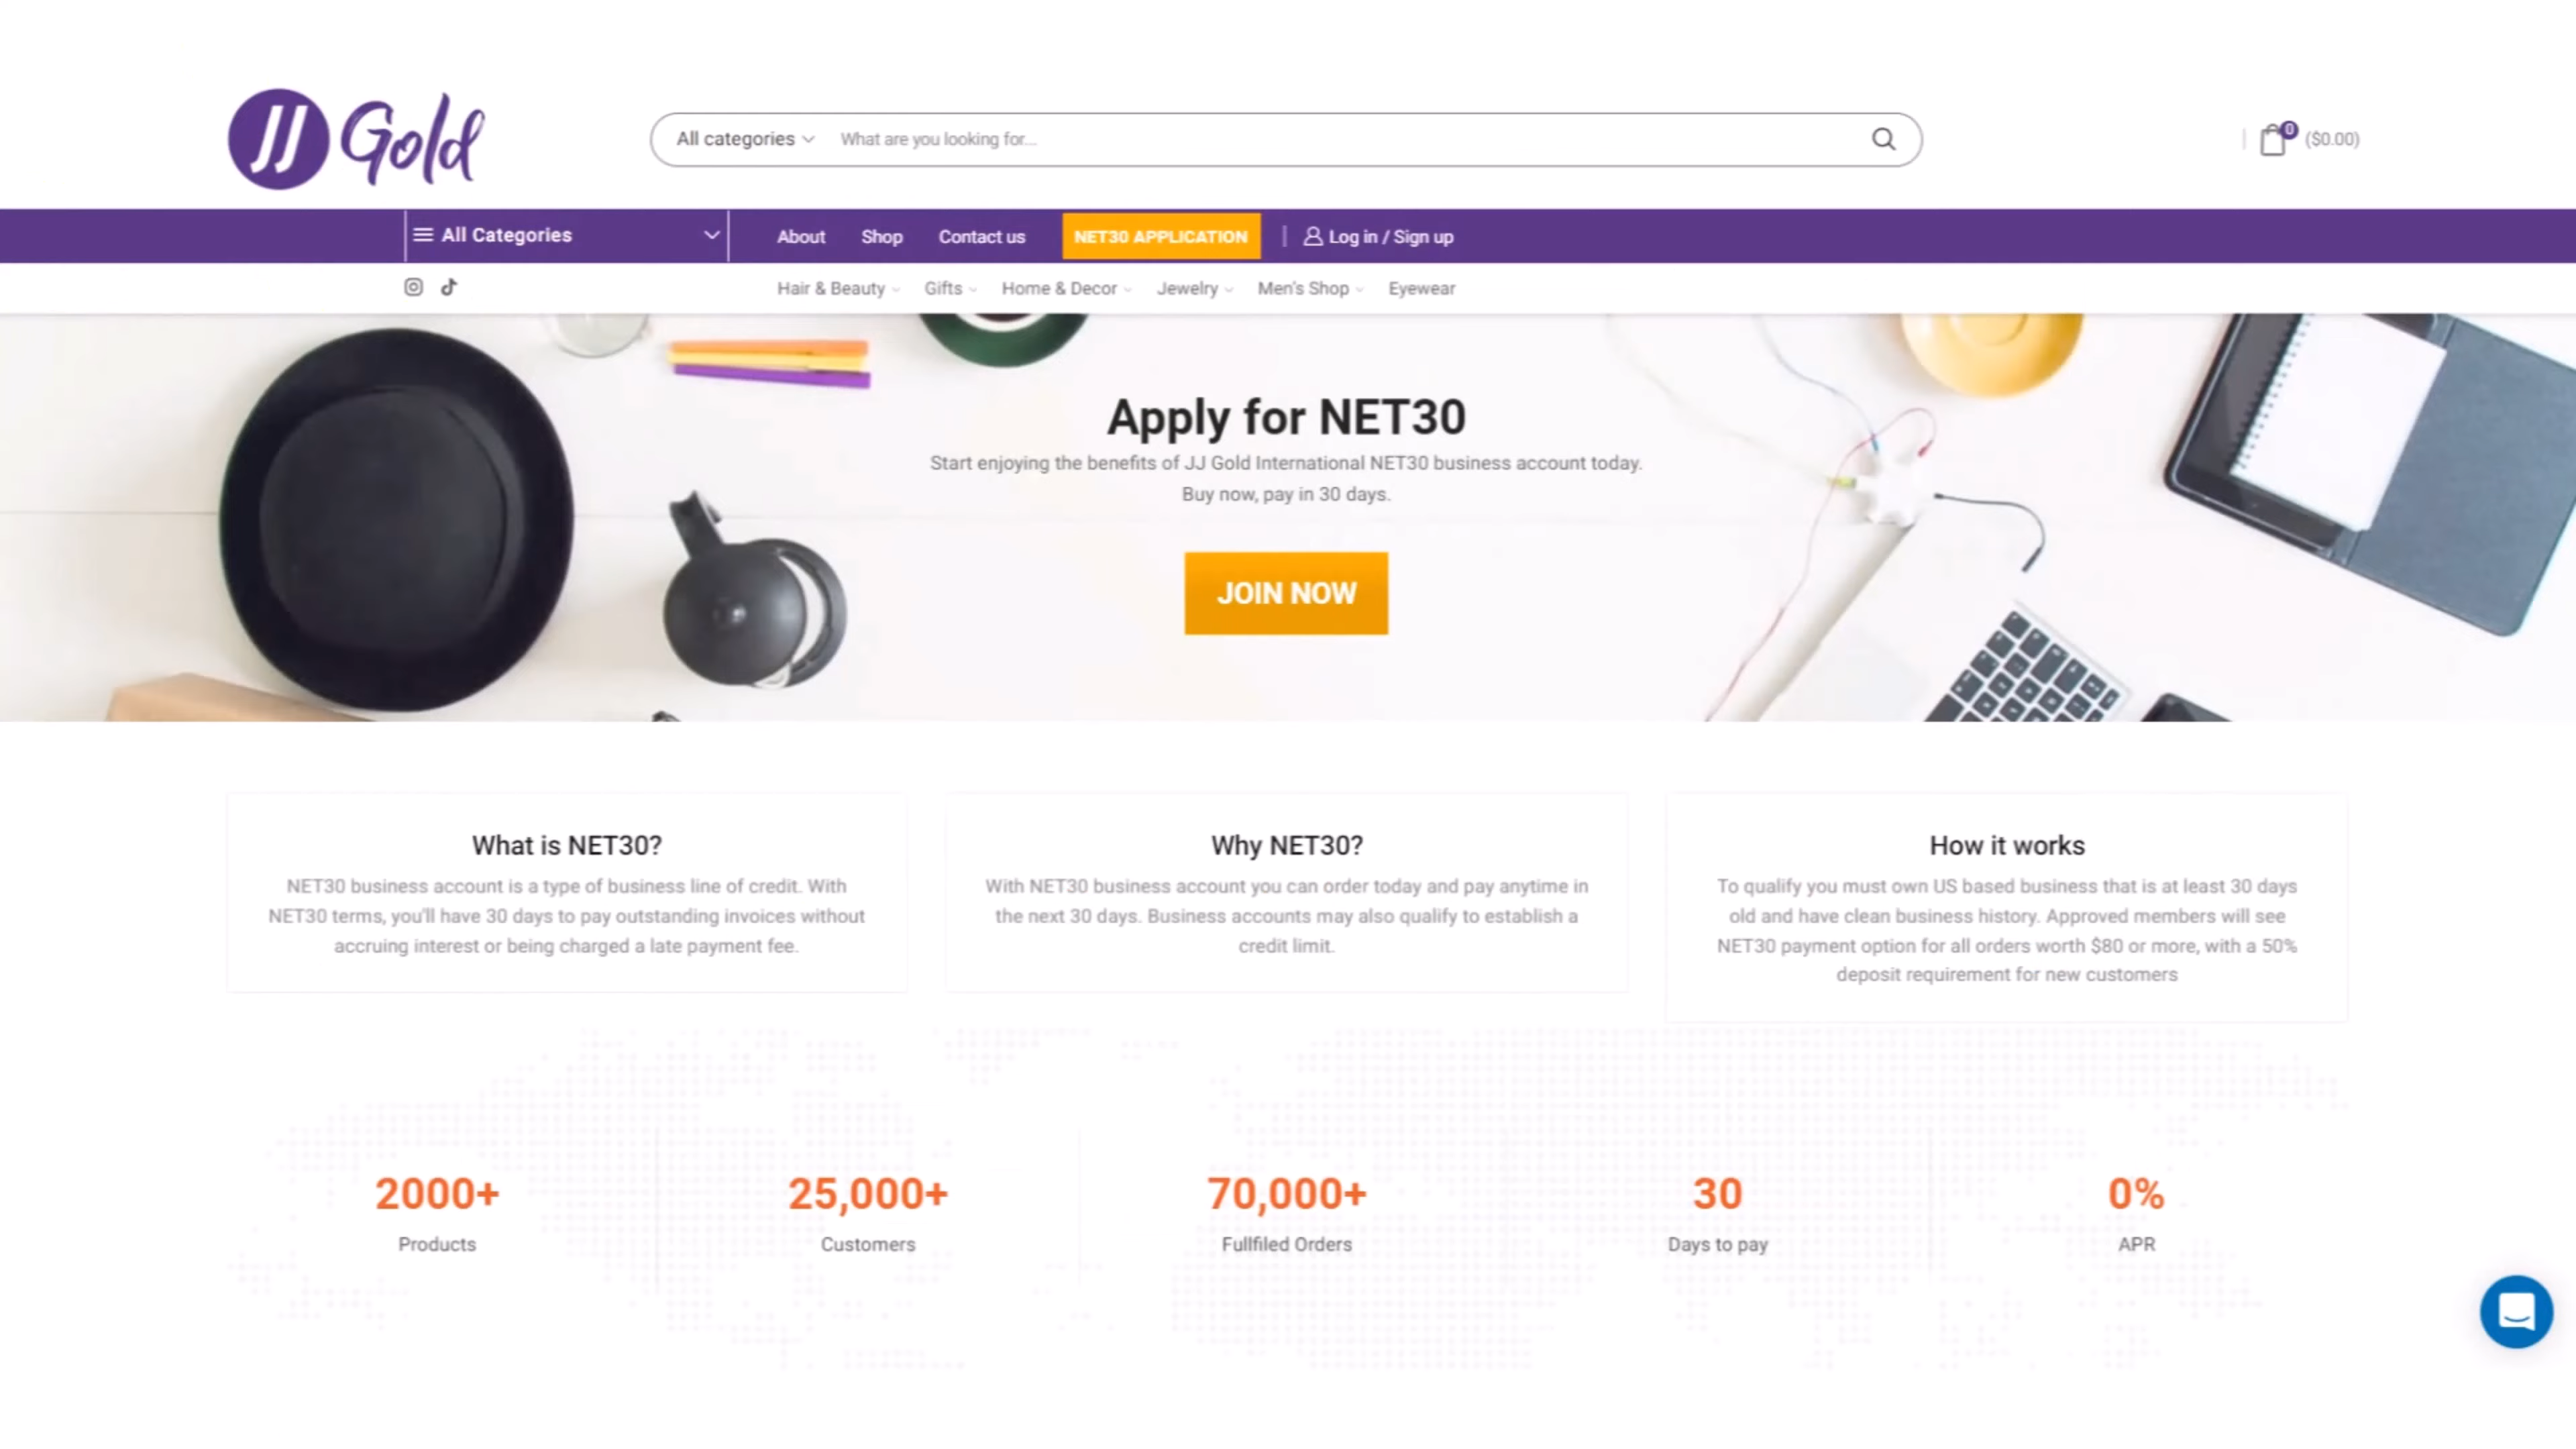 JJ Gold
All categories What are you looking for...
0 ($0.00)
All Categories
About Shop Contact us NET30 APPLICATION Log in / Sign up
Hair & Beauty Gifts Home & Decor Jewelry Men's Shop Eyewear
Apply for NET30
Start enjoying the benefits of JJ Gold International NET30 business account today.
Buy now, pay in 30 days.
JOIN NOW
What is NET30?
NET30 business account is a type of business line of credit. With
NET30 terms, you'll have 30 days to pay outstanding invoices without
accruing interest or being charged a late payment fee.
Why NET30?
With NET30 business account you can order today and pay anytime in
the next 30 days. Business accounts may also qualify to establish a
credit limit.
How it works
To qualify you must own US based business that is at least 30 days
old and have clean business history. Approved members will see
NET30 payment option for all orders worth $80 or more, with a 50%
deposit requirement for new customers
2000+
Products
25,000+
Customers
70,000+
Fullfiled Orders
30
Days to pay
0%
APR